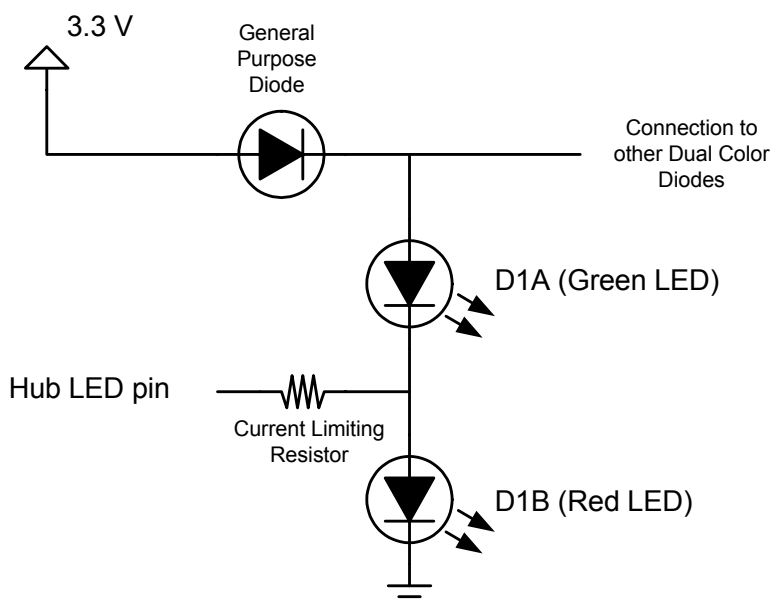 3.3 V
General
Purpose
Diode
Connection to
other Dual Color
Diodes
D1A (Green LED)
Hub LED pin
Current Limiting
Resistor
D1B (Red LED)